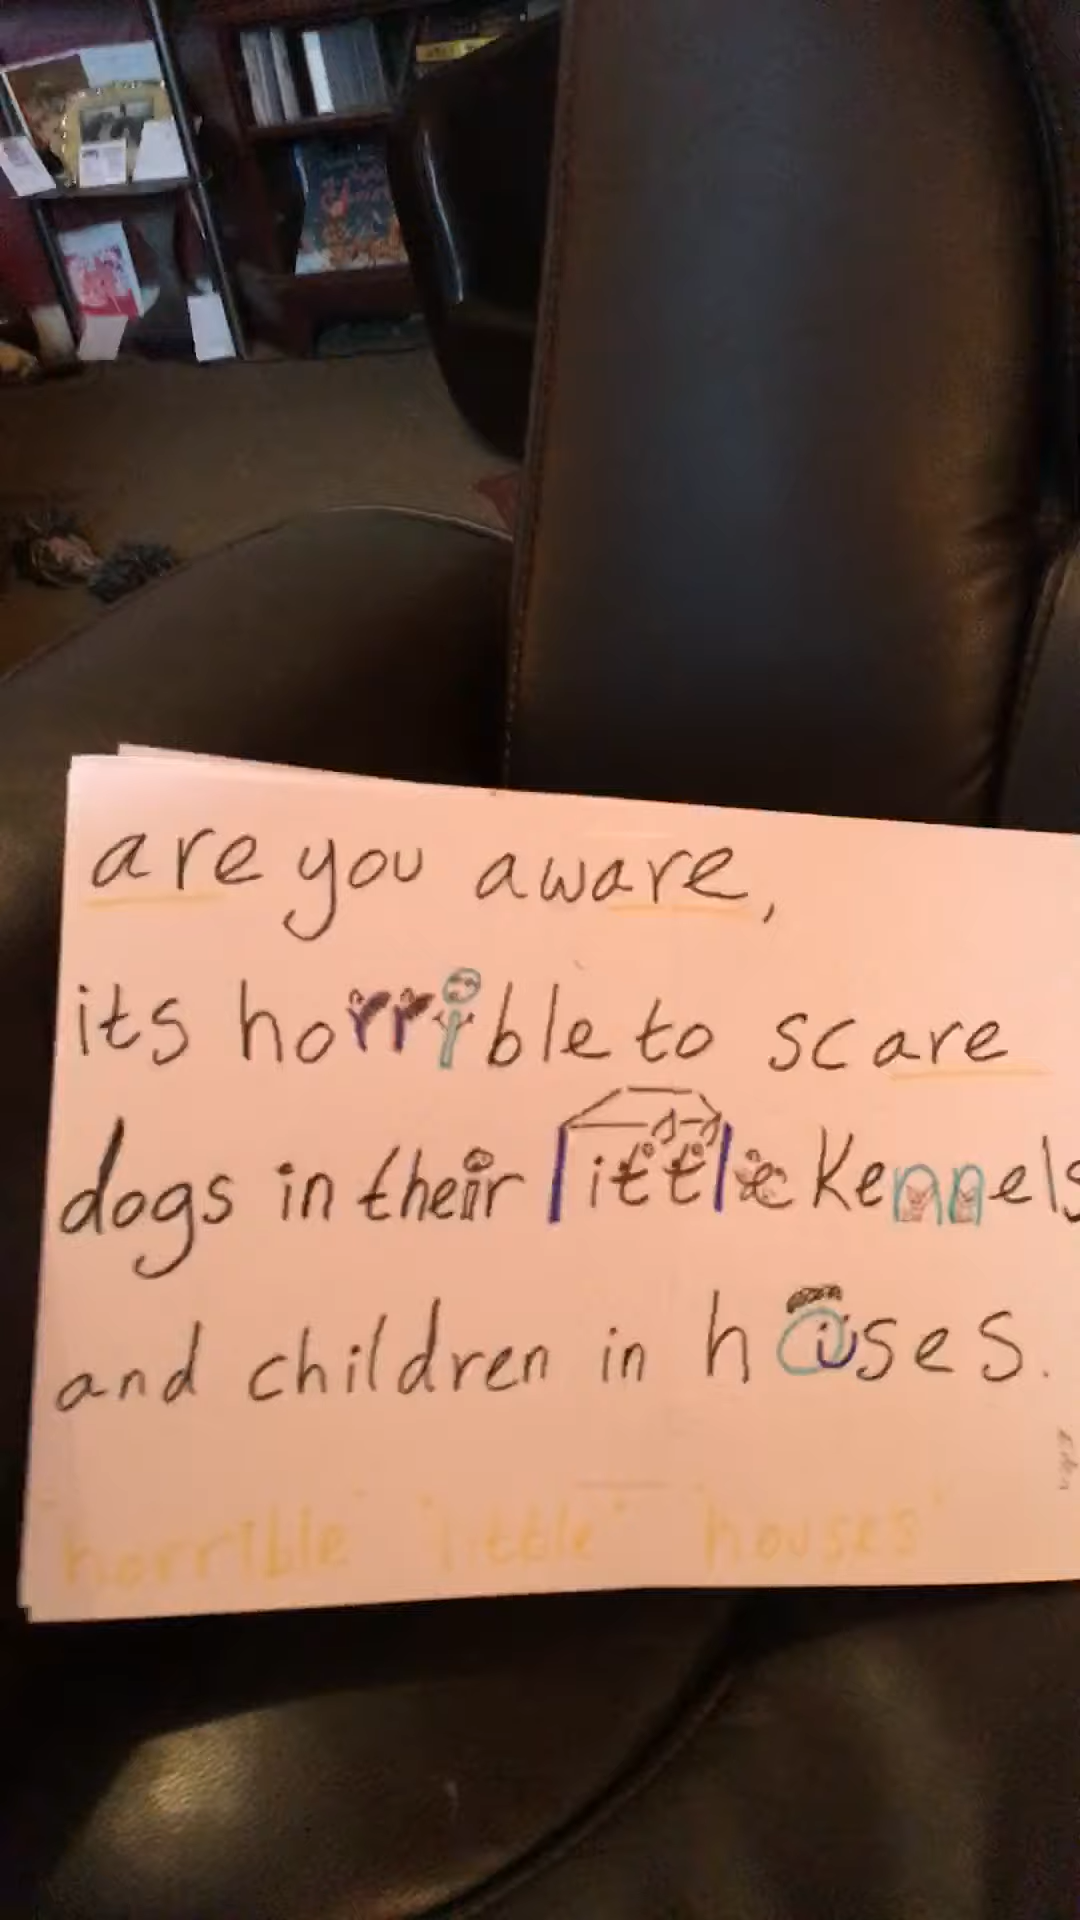 are you aware,
its horrible to scare
dogs in their little kennels
and children in houses.
'horrible' 'little' 'houses'